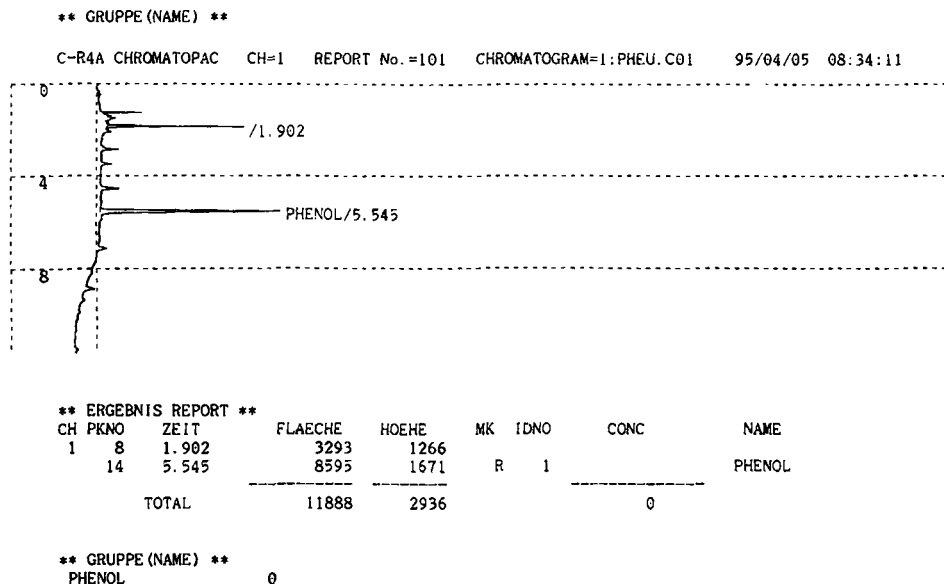 ** GRUPPE(NAME) **
C-R4A CHROMATOPAC CH=1 REPORT No.=101 CHROMATOGRAM=1:PHEU.C01 95/04/05 08:34:11
0
/1.902
4
PHENOL/5.545
8
** ERGEBNIS REPORT **
CH PKNO ZEIT FLAECHE HOEHE MK IDNO CONC NAME
1 8 1.902 3293 1266
14 5.545 8595 1671 R 1 PHENOL
TOTAL 11888 2936 0
** GRUPPE(NAME) **
PHENOL 0